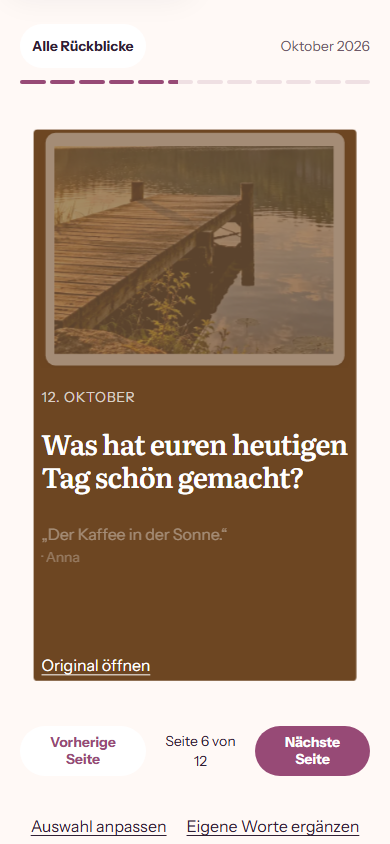 Alle Rückblicke
Oktober 2026
12. OKTOBER
Was hat euren heutigen
Tag schön gemacht?
„Der Kaffee in der Sonne.“
· Anna
Original öffnen
Vorherige
Seite
Seite 6 von
12
Nächste
Seite
Auswahl anpassen
Eigene Worte ergänzen